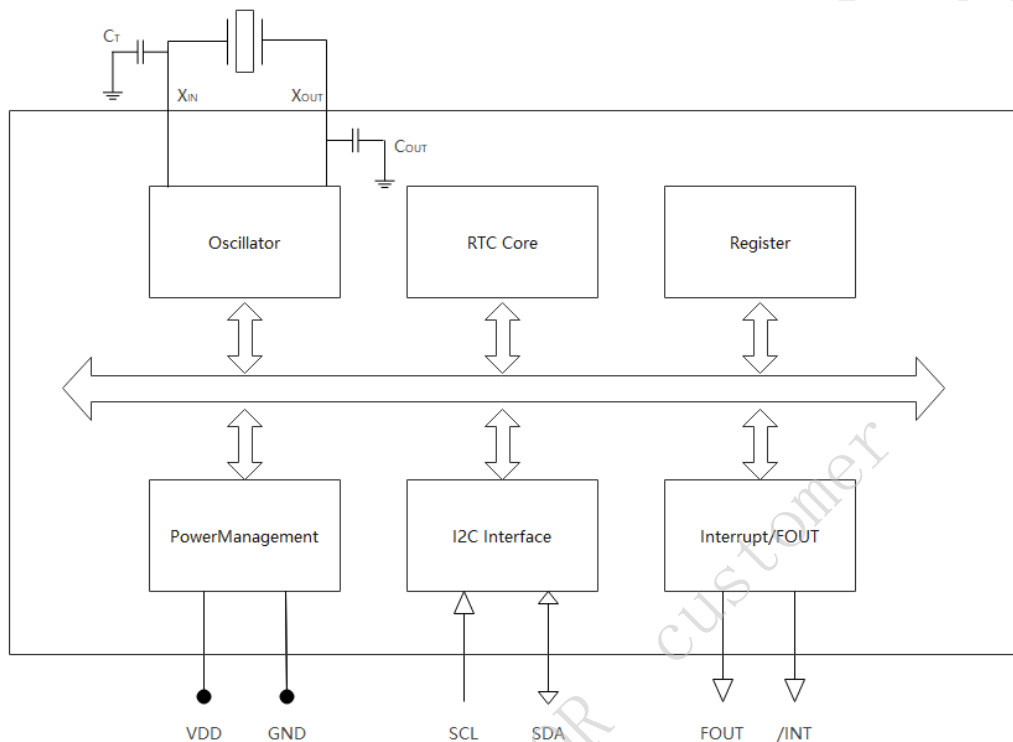 CT
XIN XOUT
COUT
Oscillator RTC Core Register
PowerManagement I2C Interface Interrupt/FOUT
customer
VDD GND SCL SDA FOUT /INT